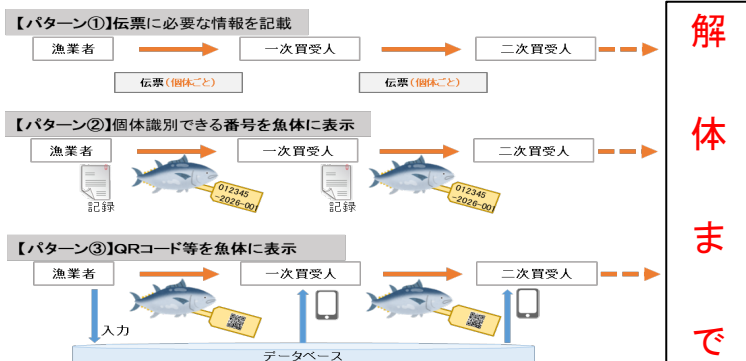 【パターン①】伝票に必要な情報を記載
漁業者
一次買受人
二次買受人
伝票(個体ごと)
伝票(個体ごと)
【パターン②】個体識別できる番号を魚体に表示
漁業者
一次買受人
二次買受人
記録
012345
-2026-001
記録
012345
-2026-001
【パターン③】QRコード等を魚体に表示
漁業者
一次買受人
二次買受人
入力
データベース
解体まで